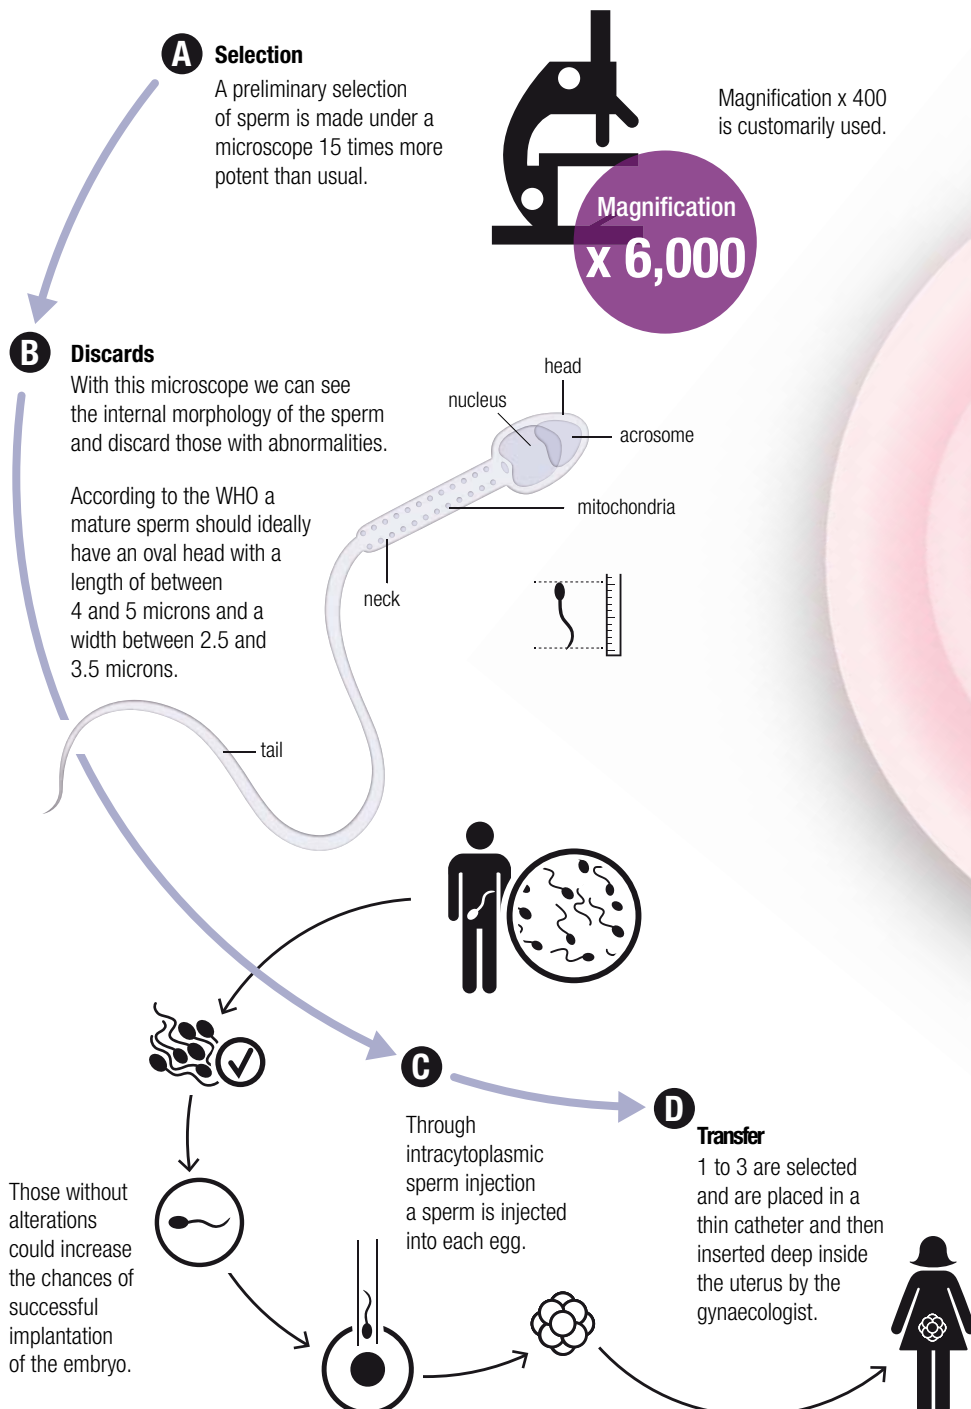 A Selection
A preliminary selection
of sperm is made under a
microscope 15 times more
potent than usual.
Magnification x 400
is customarily used.
Magnification
x 6,000
B Discards
With this microscope we can see
the internal morphology of the sperm
and discard those with abnormalities.
According to the WHO a
mature sperm should ideally
have an oval head with a
length of between
4 and 5 microns and a
width between 2.5 and
3.5 microns.
head
nucleus
acrosome
mitochondria
neck
tail
C
Through
intracytoplasmic
sperm injection
a sperm is injected
into each egg.
D
Transfer
1 to 3 are selected
and are placed in a
thin catheter and then
inserted deep inside
the uterus by the
gynaecologist.
Those without
alterations
could increase
the chances of
successful
implantation
of the embryo.